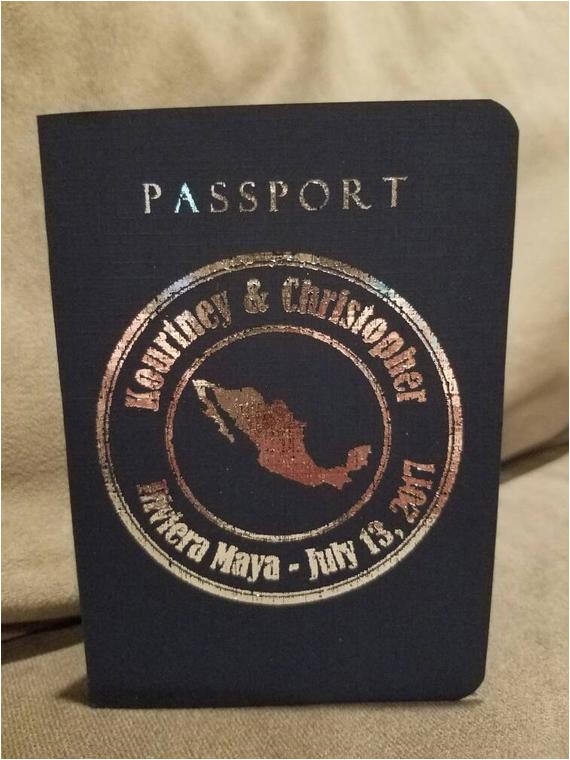 PASSPORT
Kourtney & Christopher
Riviera Maya - July 13, 2017